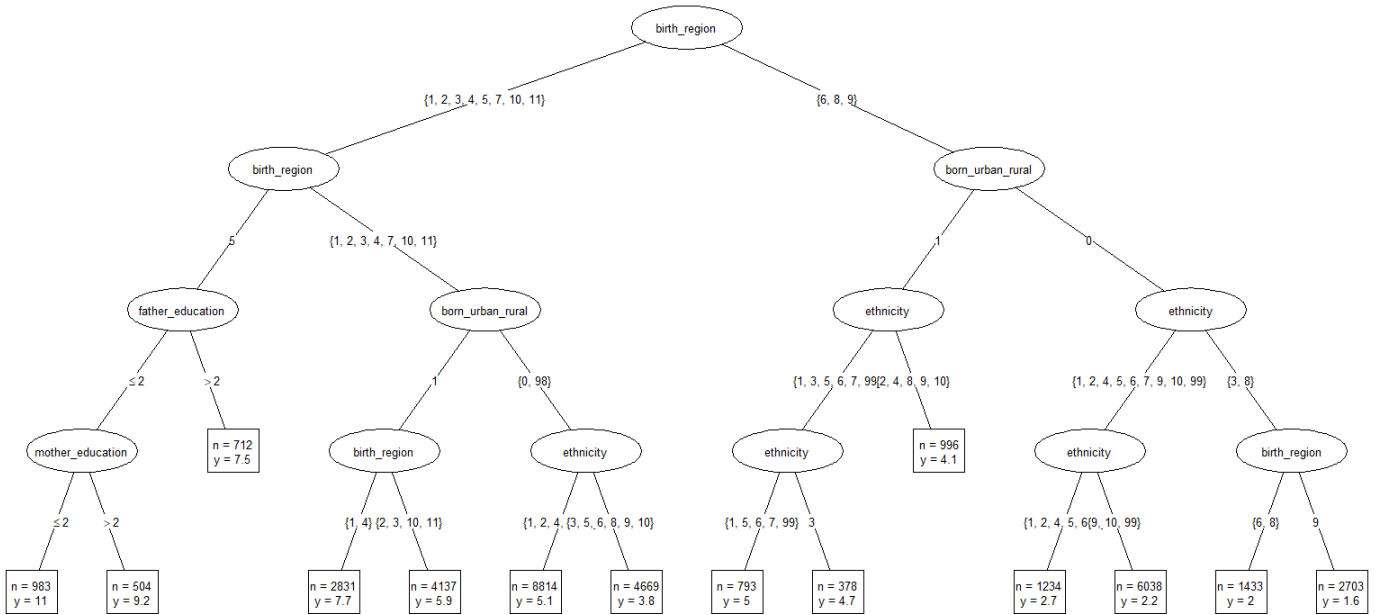 birth_region
{1, 2, 3, 4, 5, 7, 10, 11}
{6, 8, 9}
birth_region
born_urban_rural
5
{1, 2, 3, 4, 7, 10, 11}
1
0
father_education
born_urban_rural
ethnicity
ethnicity
≤ 2
> 2
1
{0, 98}
{1, 3, 5, 6, 7, 99}
{2, 4, 8, 9, 10}
{1, 2, 4, 5, 6, 7, 9, 10, 99}
{3, 8}
mother_education
n = 712
y = 7.5
birth_region
ethnicity
ethnicity
n = 996
y = 4.1
ethnicity
birth_region
≤ 2
> 2
{1, 4}
{2, 3, 10, 11}
{1, 2, 4,
{3, 5, 6, 8, 9, 10}
{1, 5, 6, 7, 99}
3
{1, 2, 4, 5, 6
{9, 10, 99}
{6, 8}
9
n = 983
y = 11
n = 504
y = 9.2
n = 2831
y = 7.7
n = 4137
y = 5.9
n = 8814
y = 5.1
n = 4669
y = 3.8
n = 793
y = 5
n = 378
y = 4.7
n = 1234
y = 2.7
n = 6038
y = 2.2
n = 1433
y = 2
n = 2703
y = 1.6